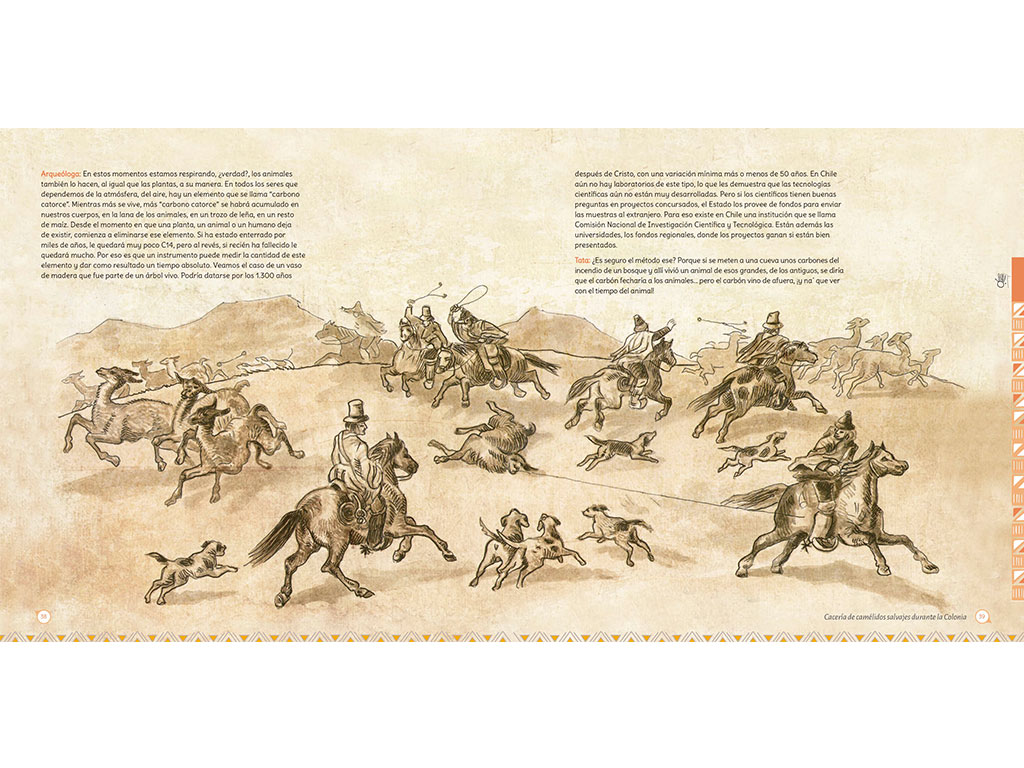 Arqueóloga: En estos momentos estamos respirando, ¿verdad?, los animales
también lo hacen, al igual que las plantas, a su manera. En todos los seres que
dependemos de la atmósfera, del aire, hay un elemento que se llama “carbono
catorce”. Mientras más se vive, más “carbono catorce” se habrá acumulado en
nuestros cuerpos, en la lana de los animales, en un trozo de leña, en un resto
de maíz. Desde el momento en que una planta, un animal o un humano deja
de existir, comienza a eliminarse ese elemento. Si ha estado enterrado por
miles de años, le quedará muy poco C14, pero al revés, si recién ha fallecido le
quedará mucho. Por eso es que un instrumento puede medir la cantidad de este
elemento y dar como resultado un tiempo absoluto. Veamos el caso de un vaso
de madera que fue parte de un árbol vivo. Podría datarse por los 1.300 años
después de Cristo, con una variación mínima más o menos de 50 años. En Chile
aún no hay laboratorios de este tipo, lo que les demuestra que las tecnologías
científicas aún no están muy desarrolladas. Pero si los científicos tienen buenas
preguntas en proyectos concursados, el Estado los provee de fondos para enviar
las muestras al extranjero. Para eso existe en Chile una institución que se llama
Comisión Nacional de Investigación Científica y Tecnológica. Están además las
universidades, los fondos regionales, donde los proyectos ganan si están bien
presentados.
Tata: ¿Es seguro el método ese? Porque si se meten a una cueva unos carbones del
incendio de un bosque y allí vivió un animal de esos grandes, de los antiguos, se diría
que el carbón fecharía a los animales... pero el carbón vino de afuera, ¡y na’ que ver
con el tiempo del animal!
38
Cacería de camélidos salvajes durante la Colonia
39